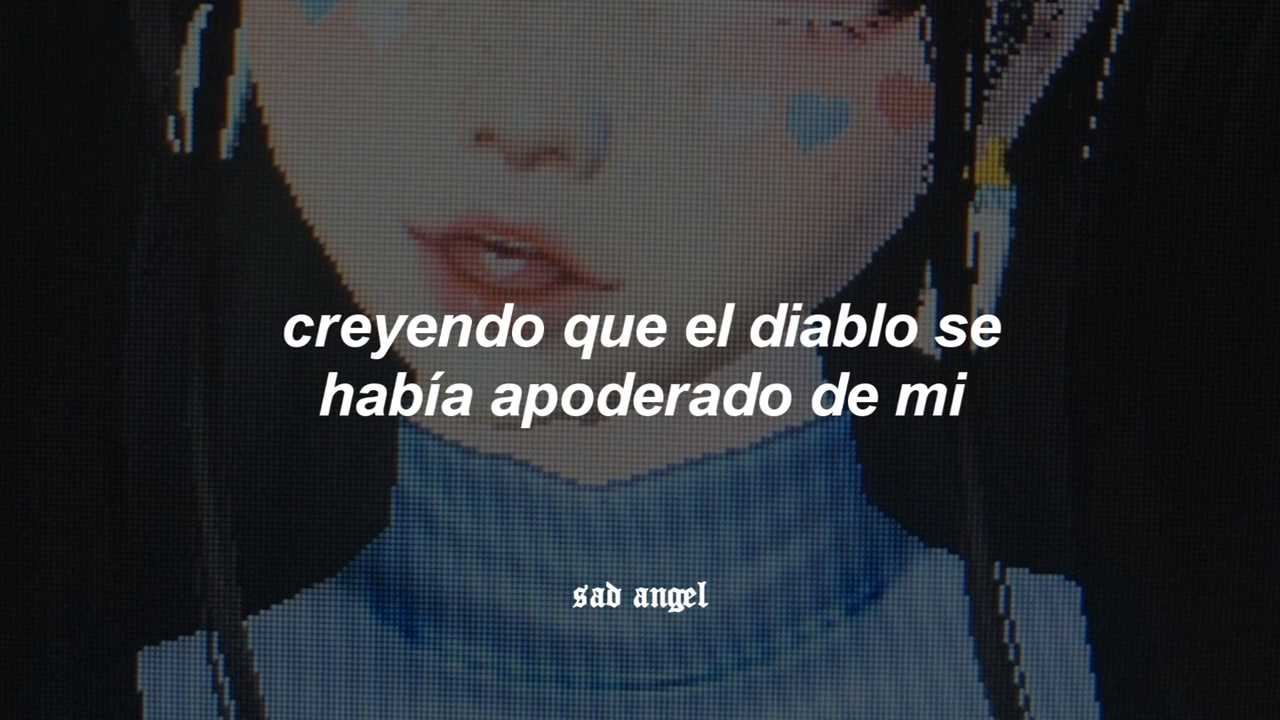 creyendo que el diablo se
había apoderado de mi
sad angel